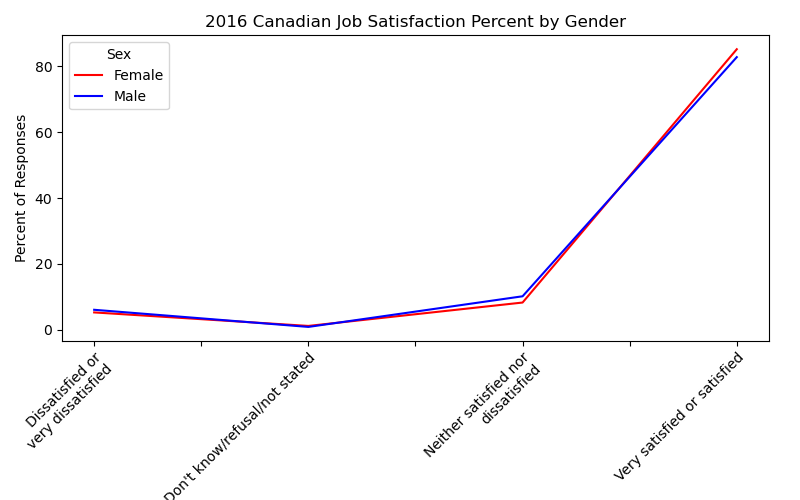 2016 Canadian Job Satisfaction Percent by Gender
Sex
Female
Male
Percent of Responses
80
60
40
20
0
Dissatisfied or
very dissatisfied
Don't know/refusal/not stated
Neither satisfied nor
dissatisfied
Very satisfied or satisfied